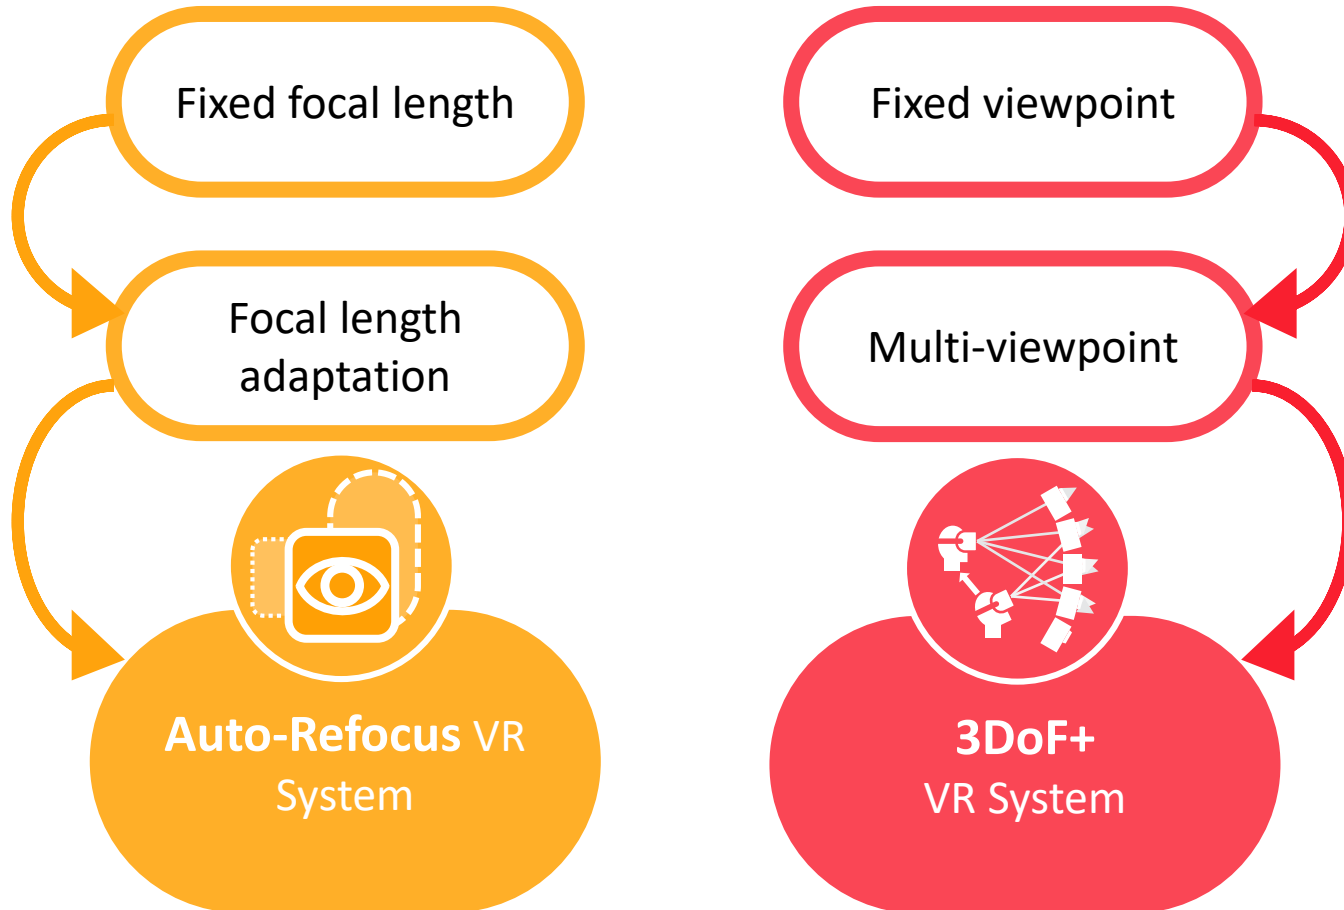 Fixed focal length
Focal length
adaptation
Auto-Refocus VR
System
Fixed viewpoint
Multi-viewpoint
3DoF+
VR System